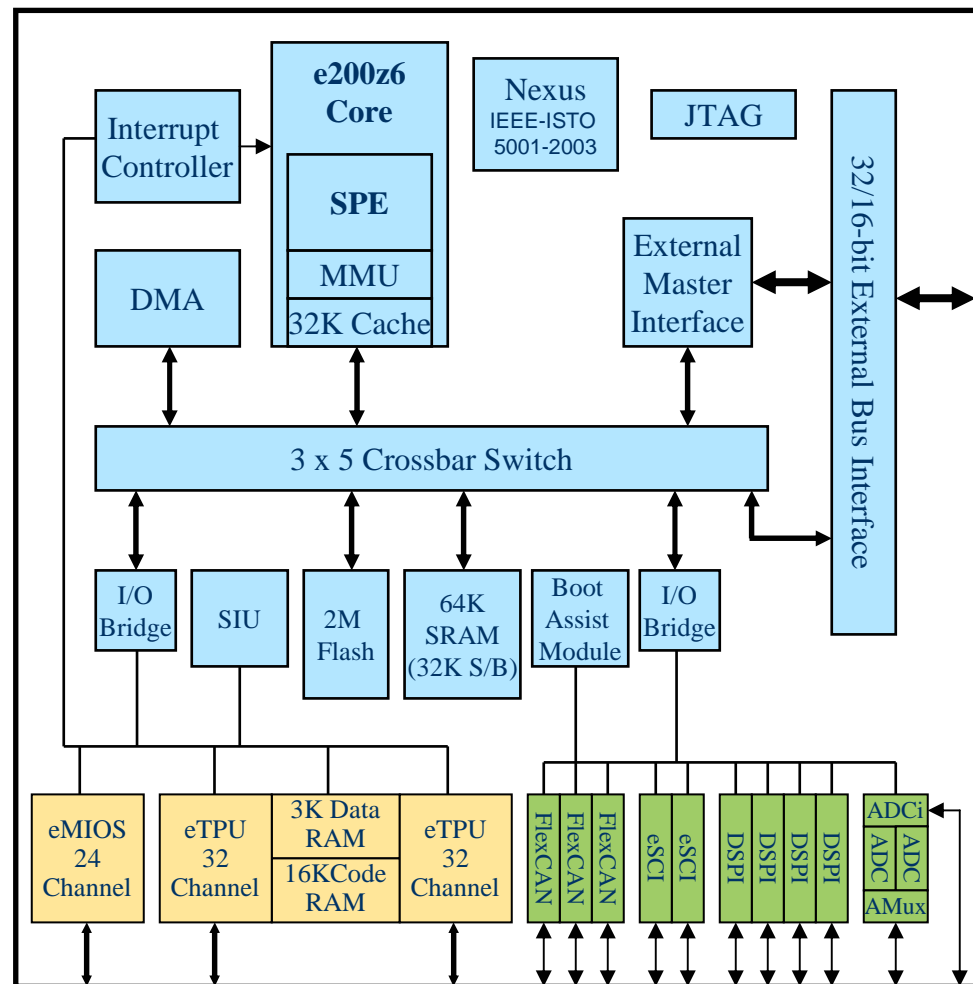 e200z6
Core
SPE
MMU
32K Cache
Nexus
IEEE-ISTO
5001-2003
JTAG
Interrupt
Controller
DMA
External
Master
Interface
32/16-bit External Bus Interface
3 x 5 Crossbar Switch
I/O
Bridge
SIU
2M
Flash
64K
SRAM
(32K S/B)
Boot
Assist
Module
I/O
Bridge
eMIOS
24
Channel
eTPU
32
Channel
3K Data
RAM
16KCode
RAM
eTPU
32
Channel
FlexCAN
FlexCAN
FlexCAN
eSCI
eSCI
DSPI
DSPI
DSPI
DSPI
ADCi
ADC
ADC
AMux